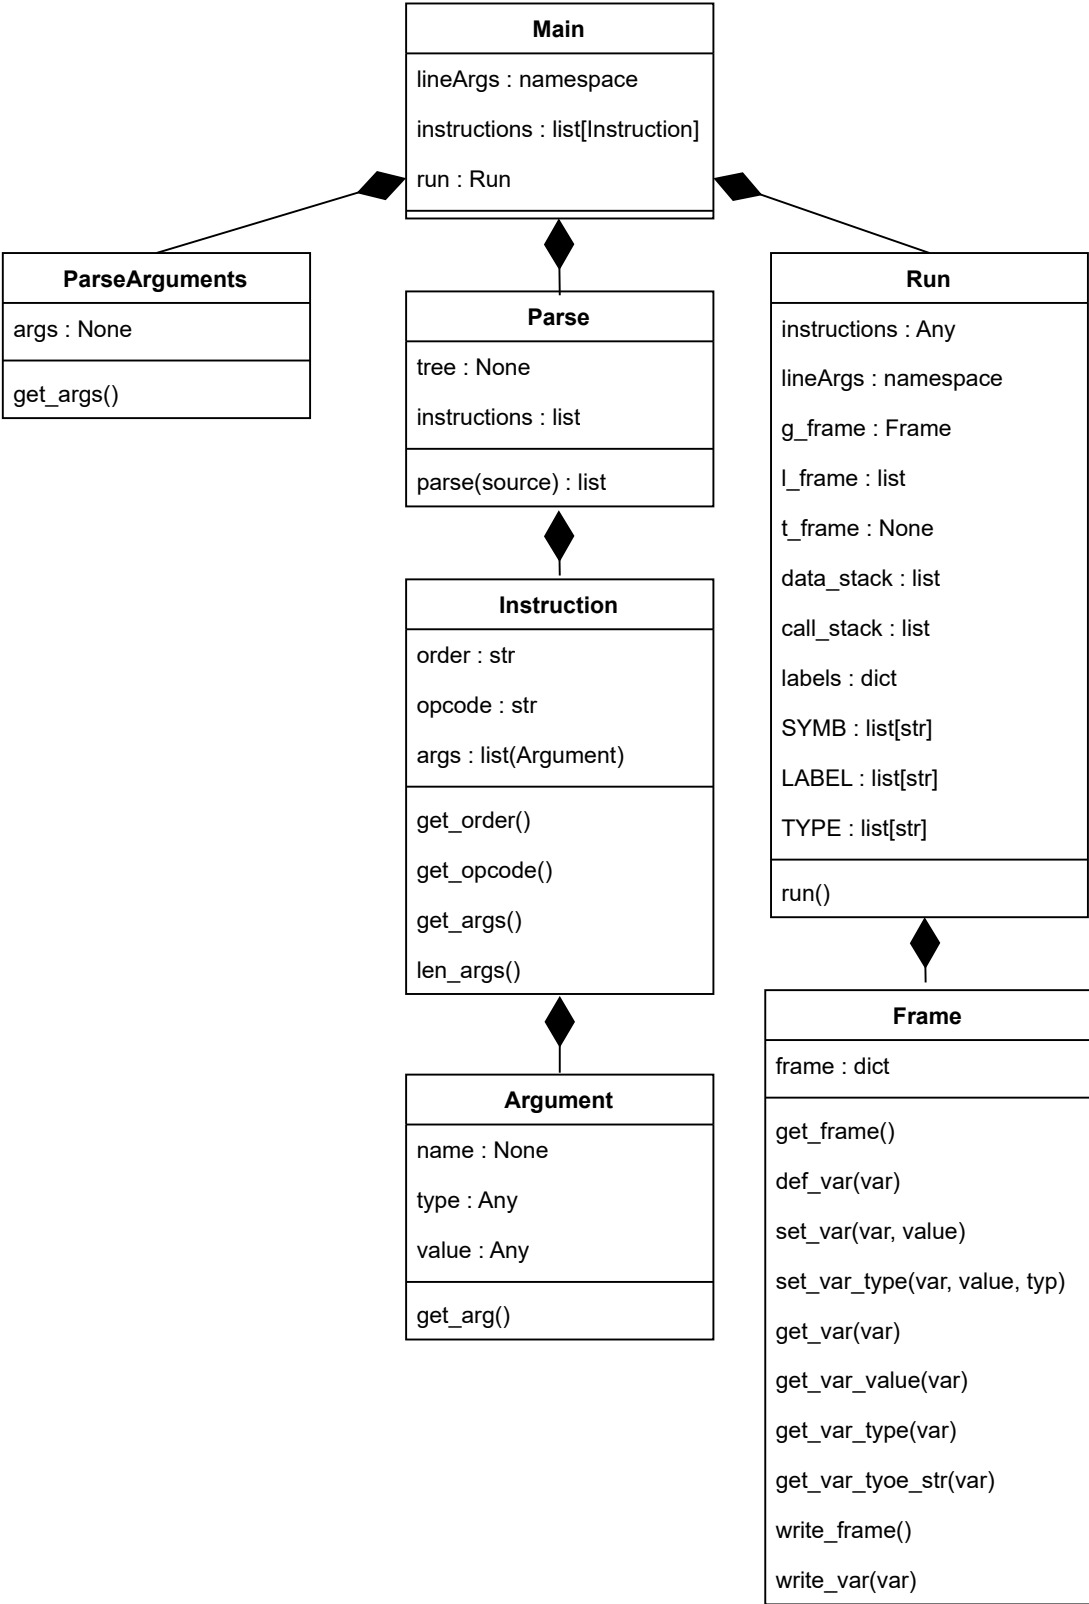 Main
lineArgs : namespace
instructions : list[Instruction]
run : Run
ParseArguments
args : None
get_args()
Parse
tree : None
instructions : list
parse(source) : list
Instruction
order : str
opcode : str
args : list(Argument)
get_order()
get_opcode()
get_args()
len_args()
Argument
name : None
type : Any
value : Any
get_arg()
Run
instructions : Any
lineArgs : namespace
g_frame : Frame
l_frame : list
t_frame : None
data_stack : list
call_stack : list
labels : dict
SYMB : list[str]
LABEL : list[str]
TYPE : list[str]
run()
Frame
frame : dict
get_frame()
def_var(var)
set_var(var, value)
set_var_type(var, value, typ)
get_var(var)
get_var_value(var)
get_var_type(var)
get_var_tyoe_str(var)
write_frame()
write_var(var)